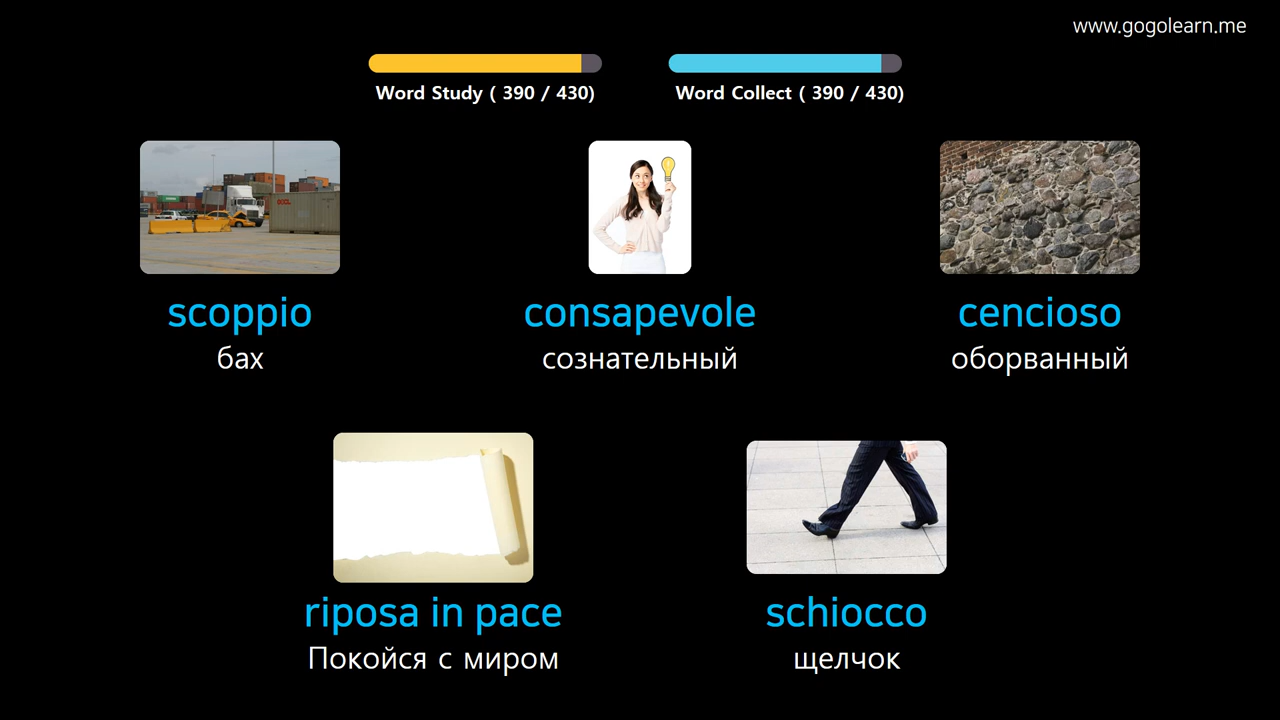 www.gogolearn.me
Word Study ( 390 / 430)
Word Collect ( 390 / 430)
scoppio
бах
consapevole
сознательный
cencioso
оборванный
riposa in pace
Покойся с миром
schiocco
щелчок